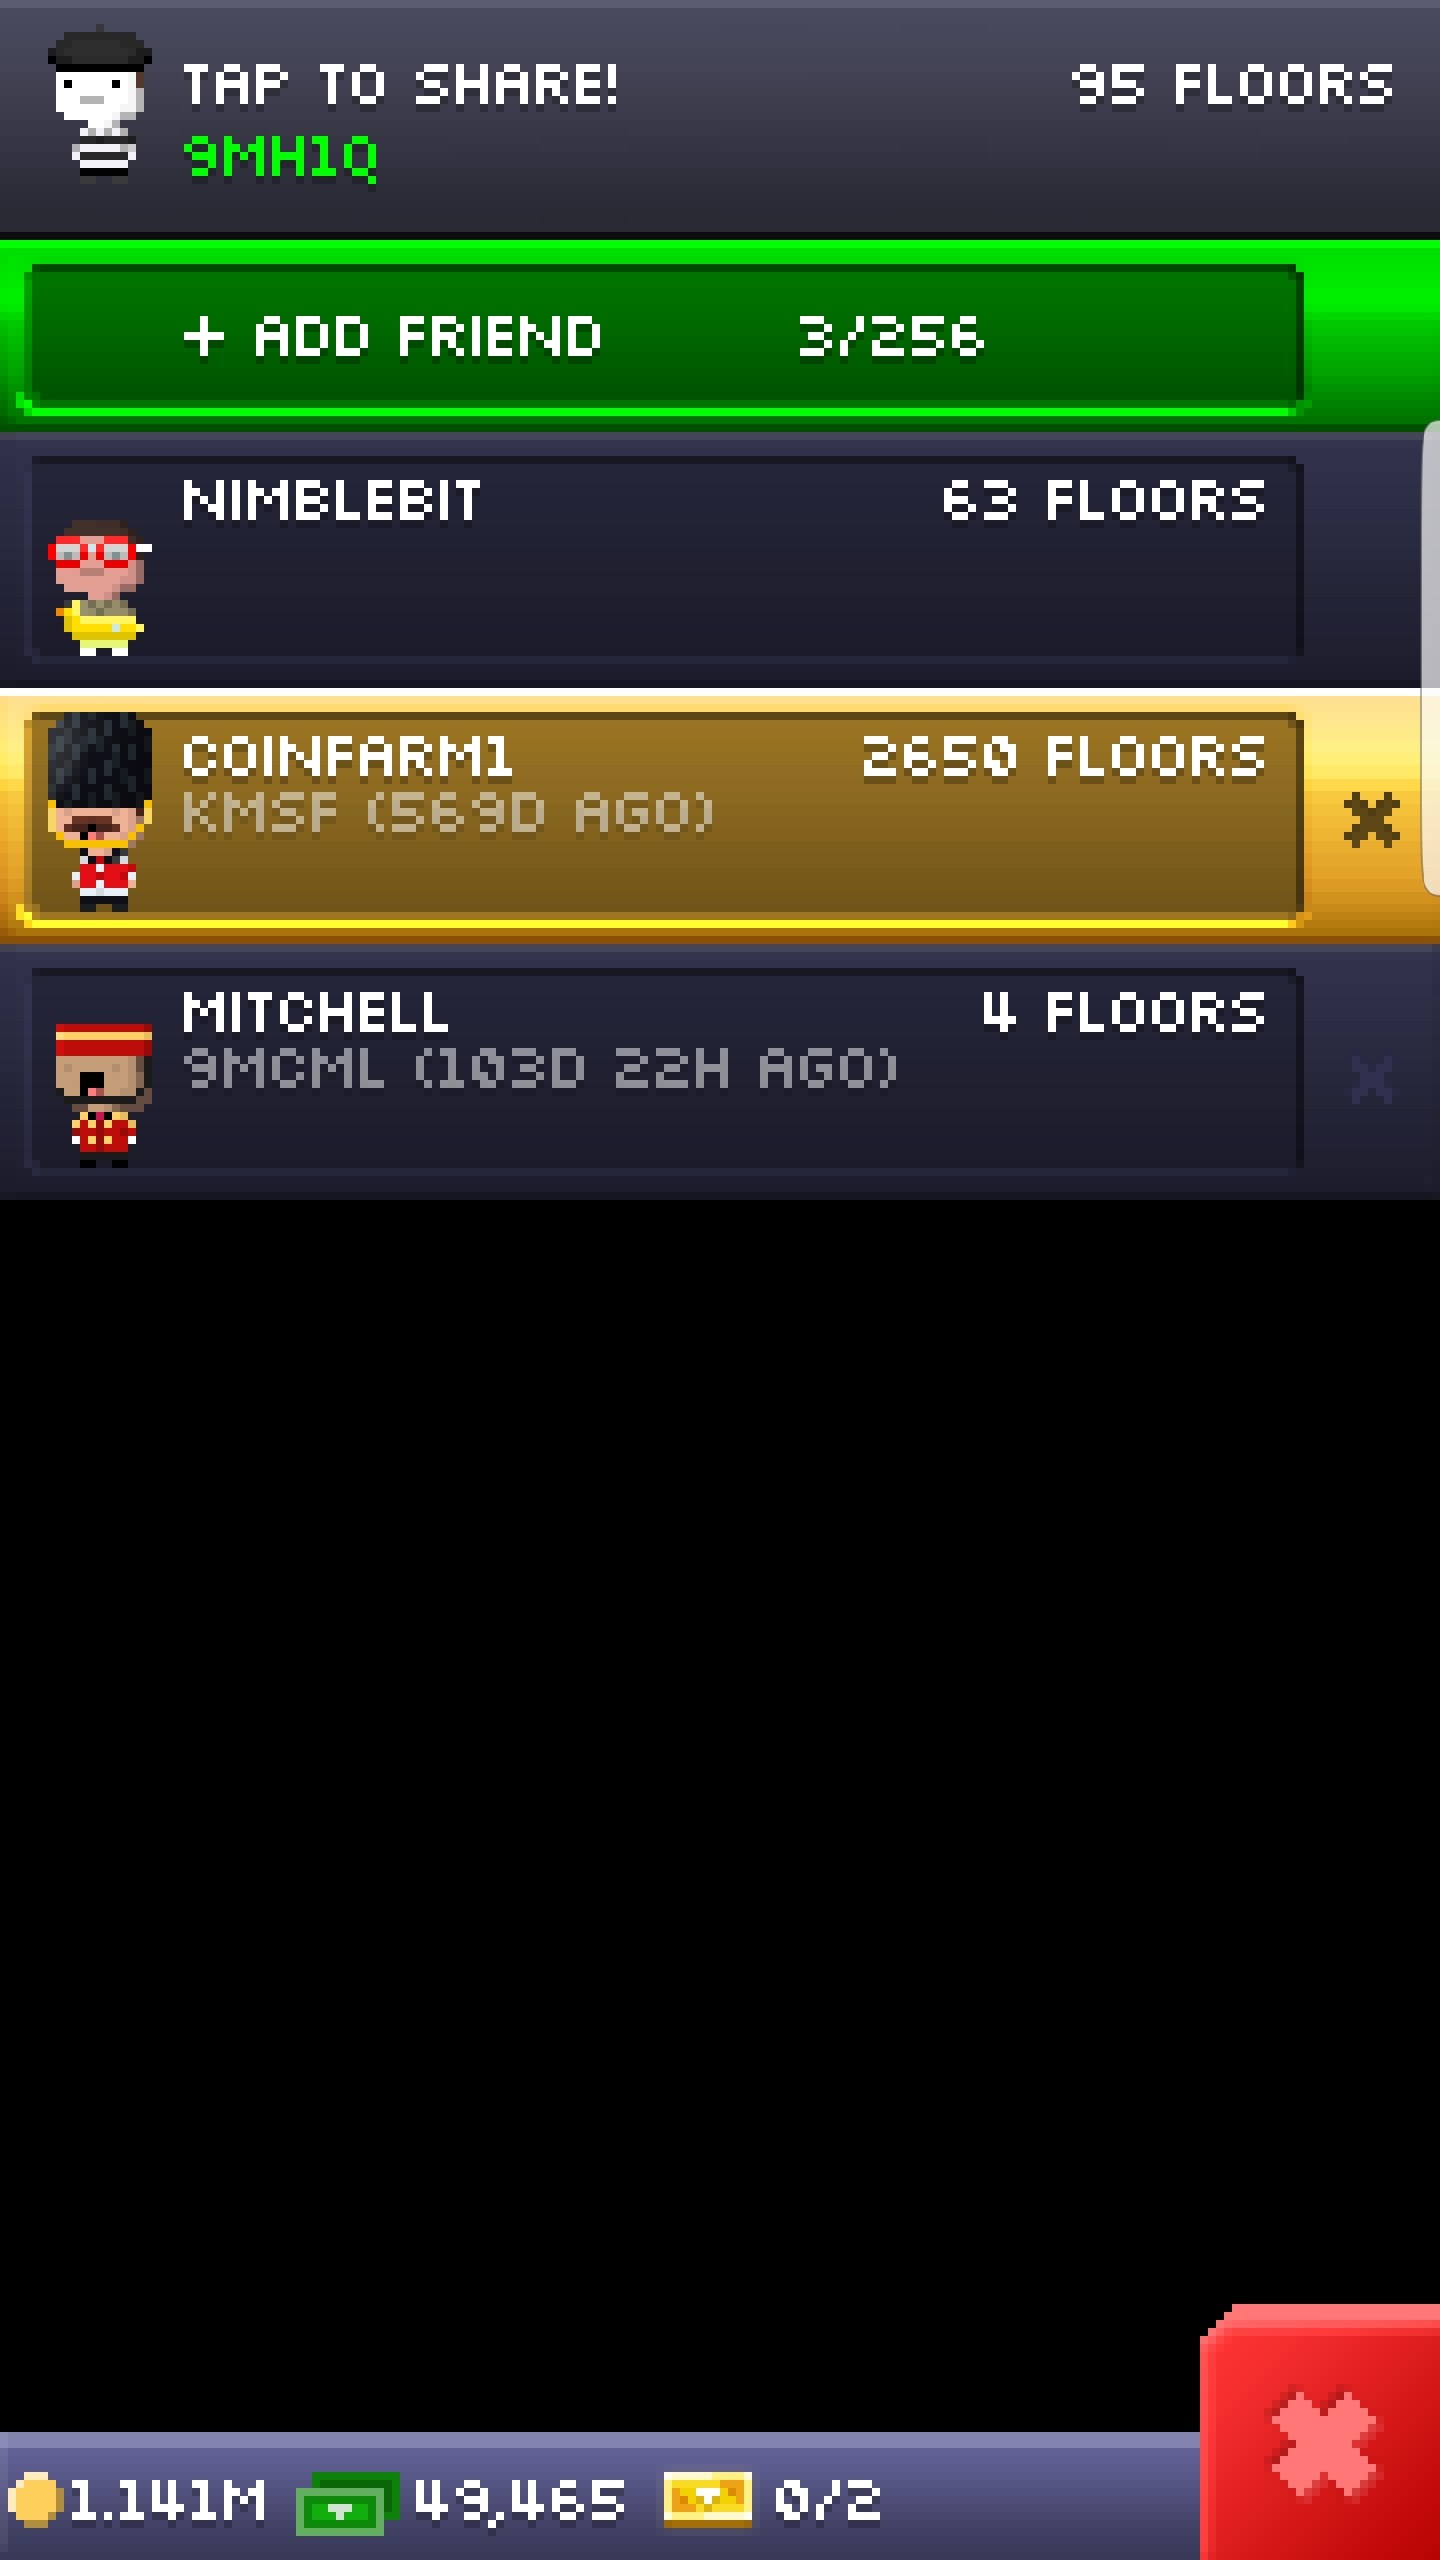 TAP TO SHARE! 95 FLOORS
9MH1Q
+ ADD FRIEND 3/256
NIMBLEBIT 63 FLOORS
COINFARM1 2650 FLOORS
KMSF (569D AGO)
MITCHELL 4 FLOORS
9MCML (103D 22H AGO)
1.141M 49,465 0/2